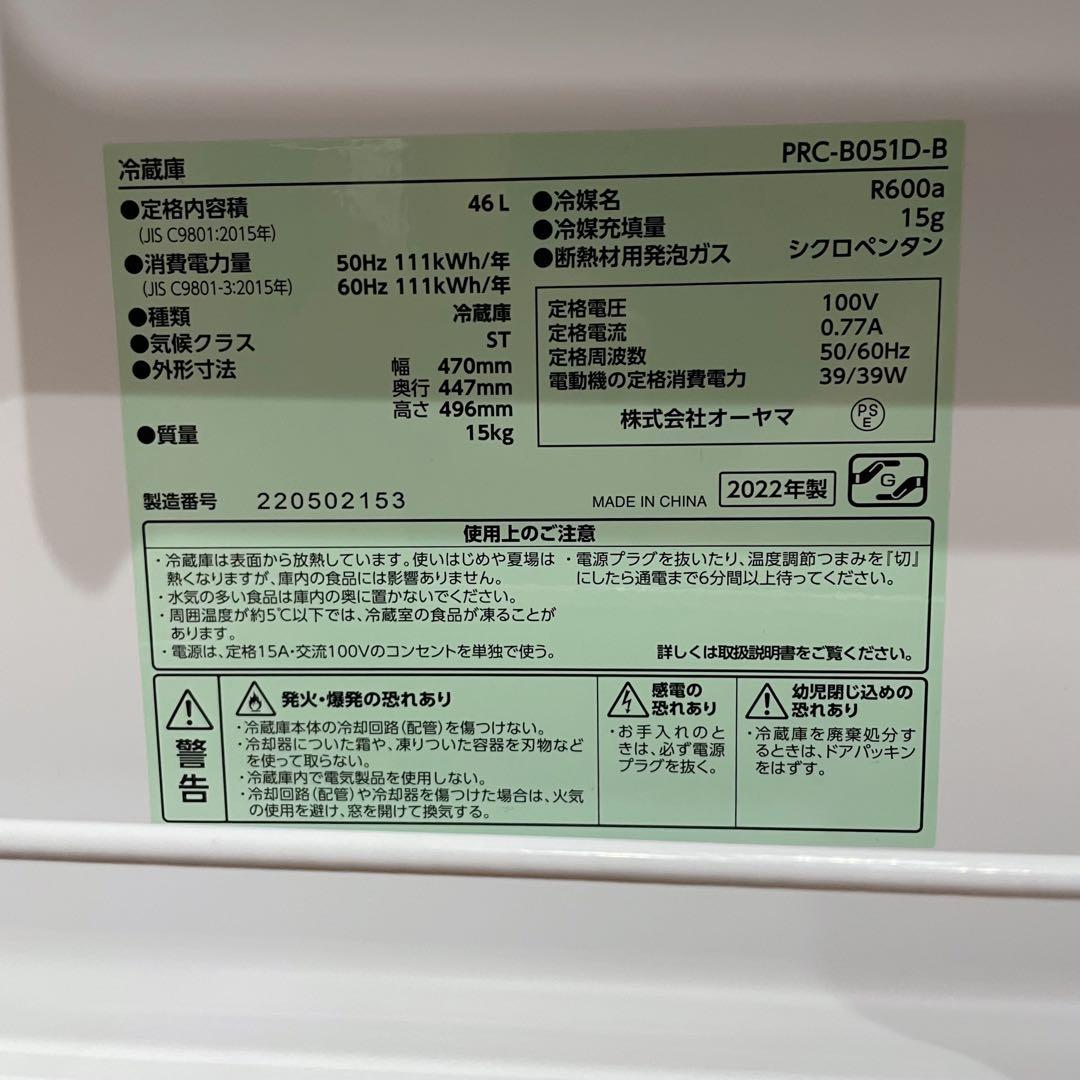 冷蔵庫
PRC-B051D-B
●定格内容積 46L
(JIS C9801:2015年)
●消費電力量 50Hz 111kWh/年
(JIS C9801-3:2015年) 60Hz 111kWh/年
●種類 冷蔵庫
●気候クラス ST
●外形寸法 幅 470mm
奥行 447mm
高さ 496mm
●質量 15kg
●冷媒名 R600a
●冷媒充填量 15g
●断熱材用発泡ガス シクロペンタン
定格電圧 100V
定格電流 0.77A
定格周波数 50/60Hz
電動機の定格消費電力 39/39W
株式会社オーヤマ PS E
製造番号 220502153
MADE IN CHINA 2022年製 G
使用上のご注意
・冷蔵庫は表面から放熱しています。使いはじめや夏場は
熱くなりますが、庫内の食品には影響ありません。
・水気の多い食品は庫内の奥に置かないでください。
・周囲温度が約5℃以下では、冷蔵室の食品が凍ることが
あります。
・電源は、定格15A・交流100Vのコンセントを単独で使う。
・電源プラグを抜いたり、温度調節つまみを『切』
にしたら通電まで6分間以上待ってください。
詳しくは取扱説明書をご覧ください。
警告
発火・爆発の恐れあり
・冷蔵庫本体の冷却回路(配管)を傷つけない。
・冷却器についた霜や、凍りついた容器を刃物など
を使って取らない。
・冷蔵庫内で電気製品を使用しない。
・冷却回路(配管)や冷却器を傷つけた場合は、火気
の使用を避け、窓を開けて換気する。
感電の
恐れあり
・お手入れのと
きは、必ず電源
プラグを抜く。
幼児閉じ込めの
恐れあり
・冷蔵庫を廃棄処分す
るときは、ドアパッキン
をはずす。